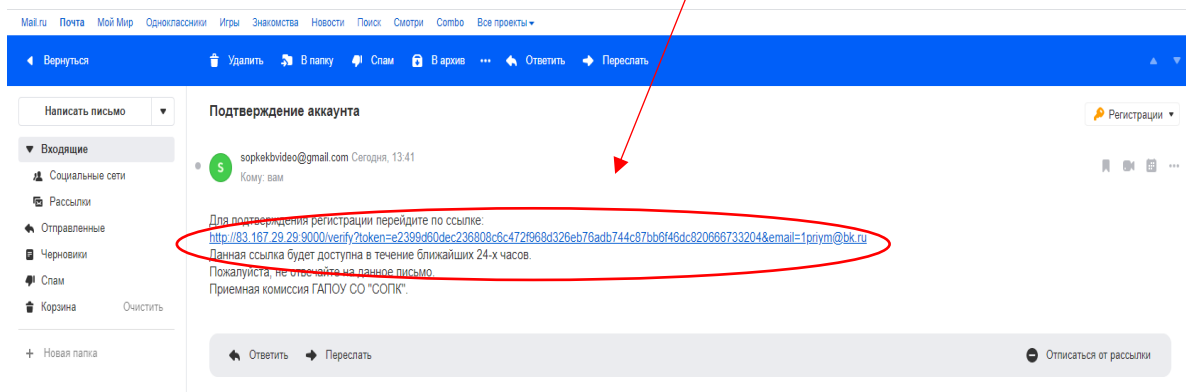 Mail.ru Почта Мой Мир Одноклассники Игры Знакомства Новости Поиск Смотри Combo Все проекты
Вернуться Удалить В папку Спам В архив Ответить Переслать
Написать письмо
Подтверждение аккаунта
Регистрации
Входящие
Социальные сети
Рассылки
Отправленные
Черновики
Спам
Корзина Очистить
Новая папка
S
sopkekbvideo@gmail.com Сегодня, 13:41
Кому: вам
Для подтверждения регистрации перейдите по ссылке:
http://83.167.29.29:9000/verify?token=e2399d60dec236808c6c472f968d326eb76adb744c87bb6f46dc820666733204&email=1priym@bk.ru
Данная ссылка будет доступна в течение ближайших 24-х часов.
Пожалуйста, не отвечайте на данное письмо.
Приемная комиссия ГАПОУ СО "СОПК".
Ответить Переслать Отписаться от рассылки